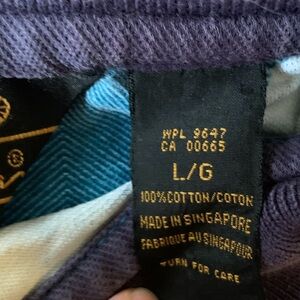 WPL 9647
CA 00665
L/G
100% COTTON/COTON
MADE IN SINGAPORE
FABRIQUE AU SINGAPOUR
TURN FOR CARE
®